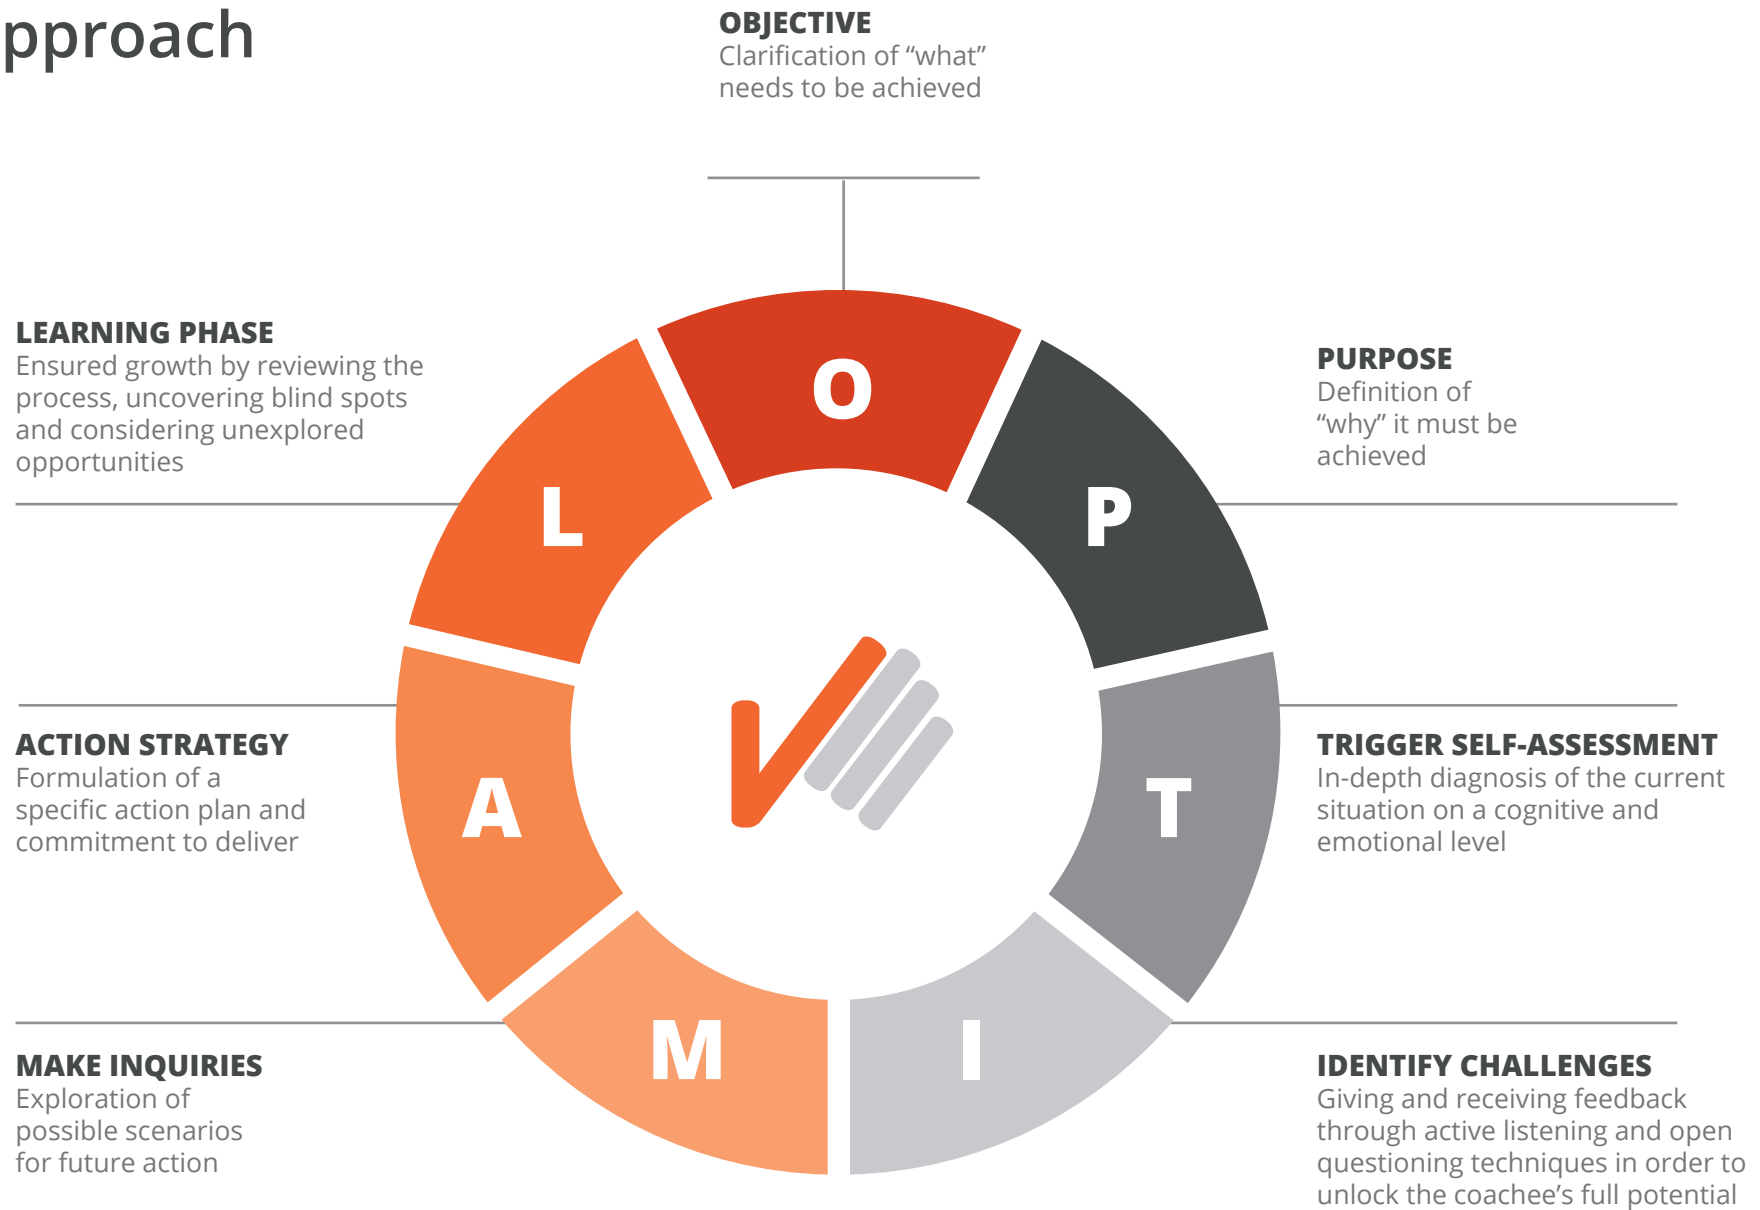 pproach
OBJECTIVE
Clarification of “what”
needs to be achieved
LEARNING PHASE
Ensured growth by reviewing the
process, uncovering blind spots
and considering unexplored
opportunities
PURPOSE
Definition of
“why” it must be
achieved
O
L
P
ACTION STRATEGY
Formulation of a
specific action plan and
commitment to deliver
TRIGGER SELF-ASSESSMENT
In-depth diagnosis of the current
situation on a cognitive and
emotional level
A
T
M
I
MAKE INQUIRIES
Exploration of
possible scenarios
for future action
IDENTIFY CHALLENGES
Giving and receiving feedback
through active listening and open
questioning techniques in order to
unlock the coachee’s full potential